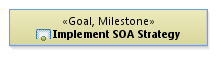 «Goal, Milestone»
Implement SOA Strategy